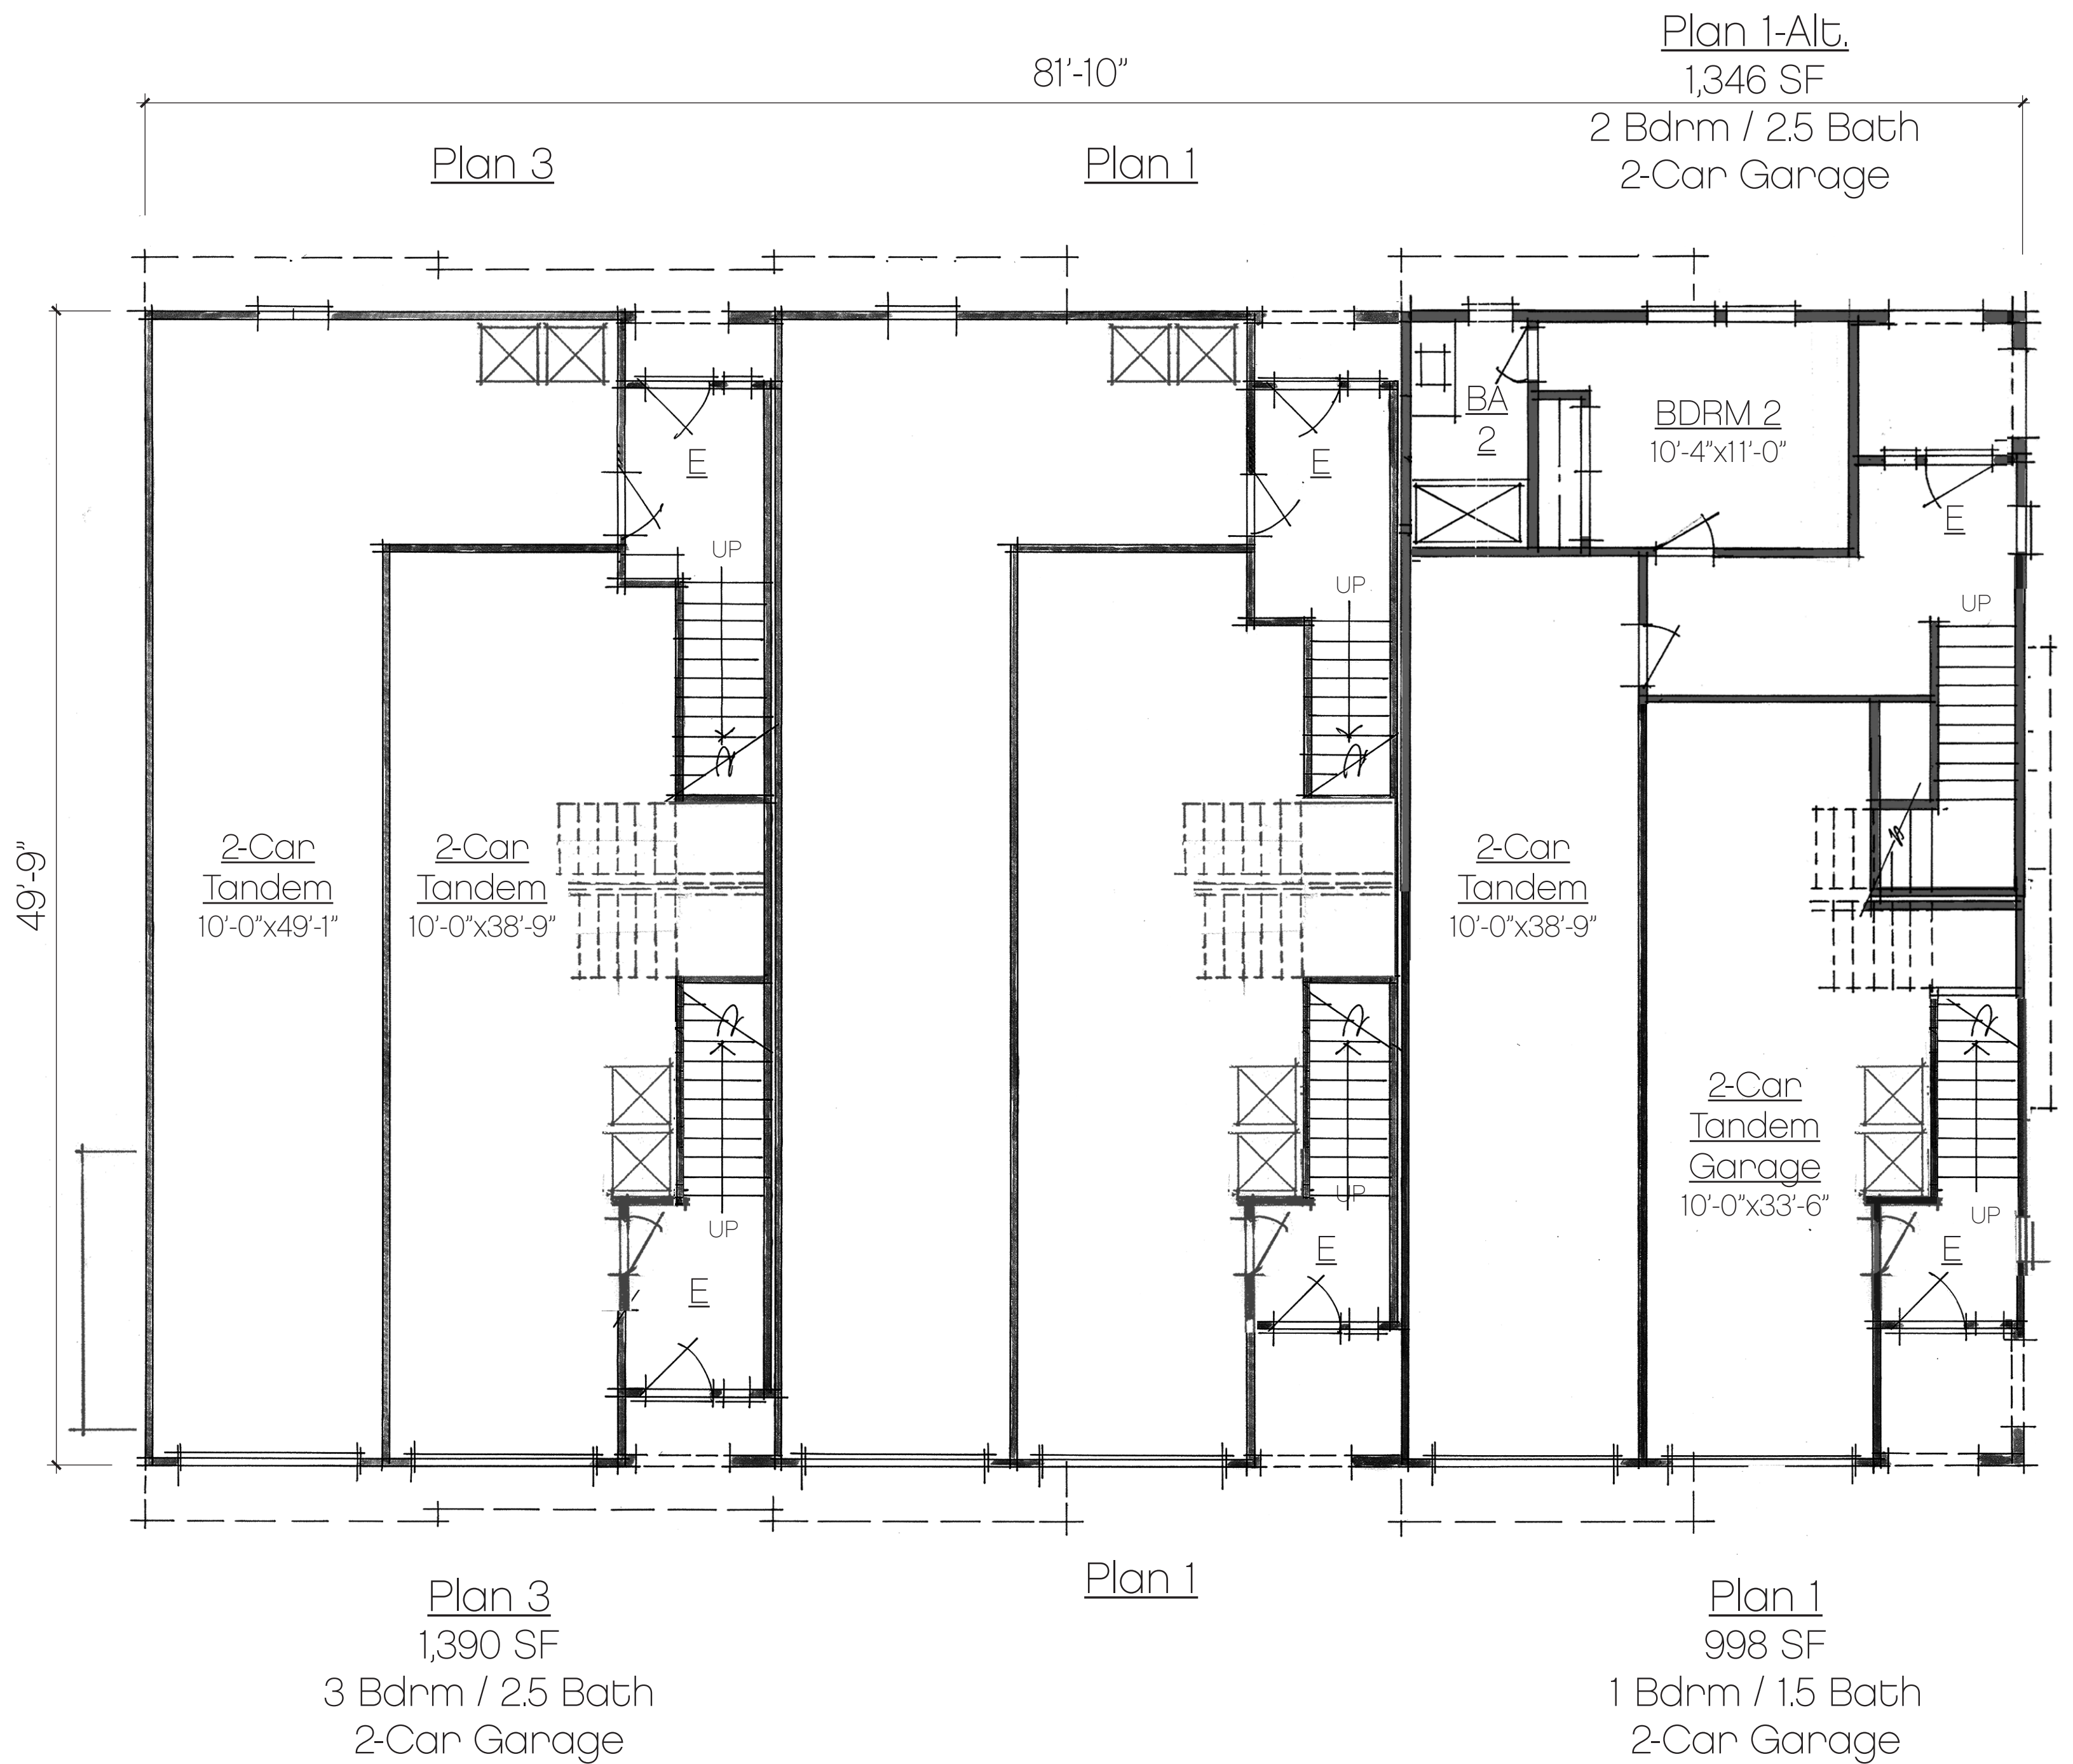 Plan 1-Alt.
1,346 SF
2 Bdrm / 2.5 Bath
2-Car Garage
81'-10"
Plan 3
Plan 1
BA
2
BDRM 2
10'-4"x11'-0"
E
E
E
UP
UP
UP
49'-9"
2-Car
Tandem
10'-0"x49'-1"
2-Car
Tandem
10'-0"x38'-9"
2-Car
Tandem
10'-0"x38'-9"
2-Car
Tandem
Garage
10'-0"x33'-6"
UP
UP
UP
E
E
E
Plan 3
1,390 SF
3 Bdrm / 2.5 Bath
2-Car Garage
Plan 1
Plan 1
998 SF
1 Bdrm / 1.5 Bath
2-Car Garage